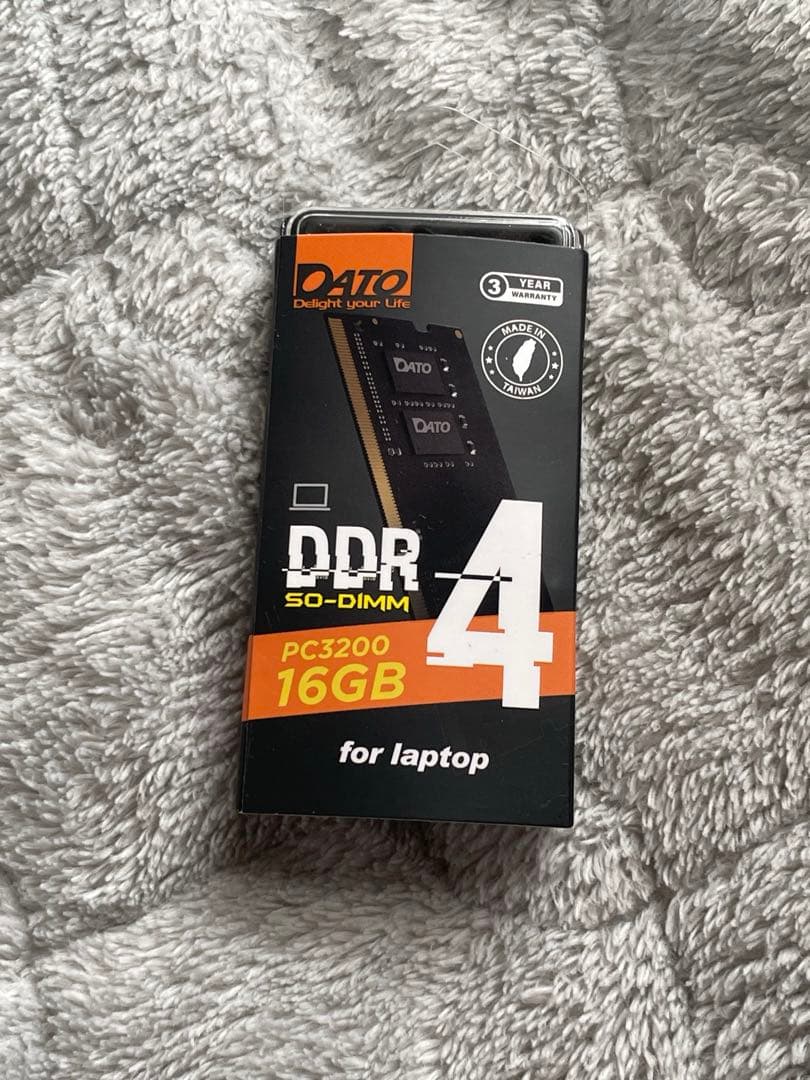 DATO
Delight your Life
3 YEAR
WARRANTY
MADE IN
TAIWAN
DATO
DATO
DDR 4
SO-DIMM
PC3200
16GB
for laptop